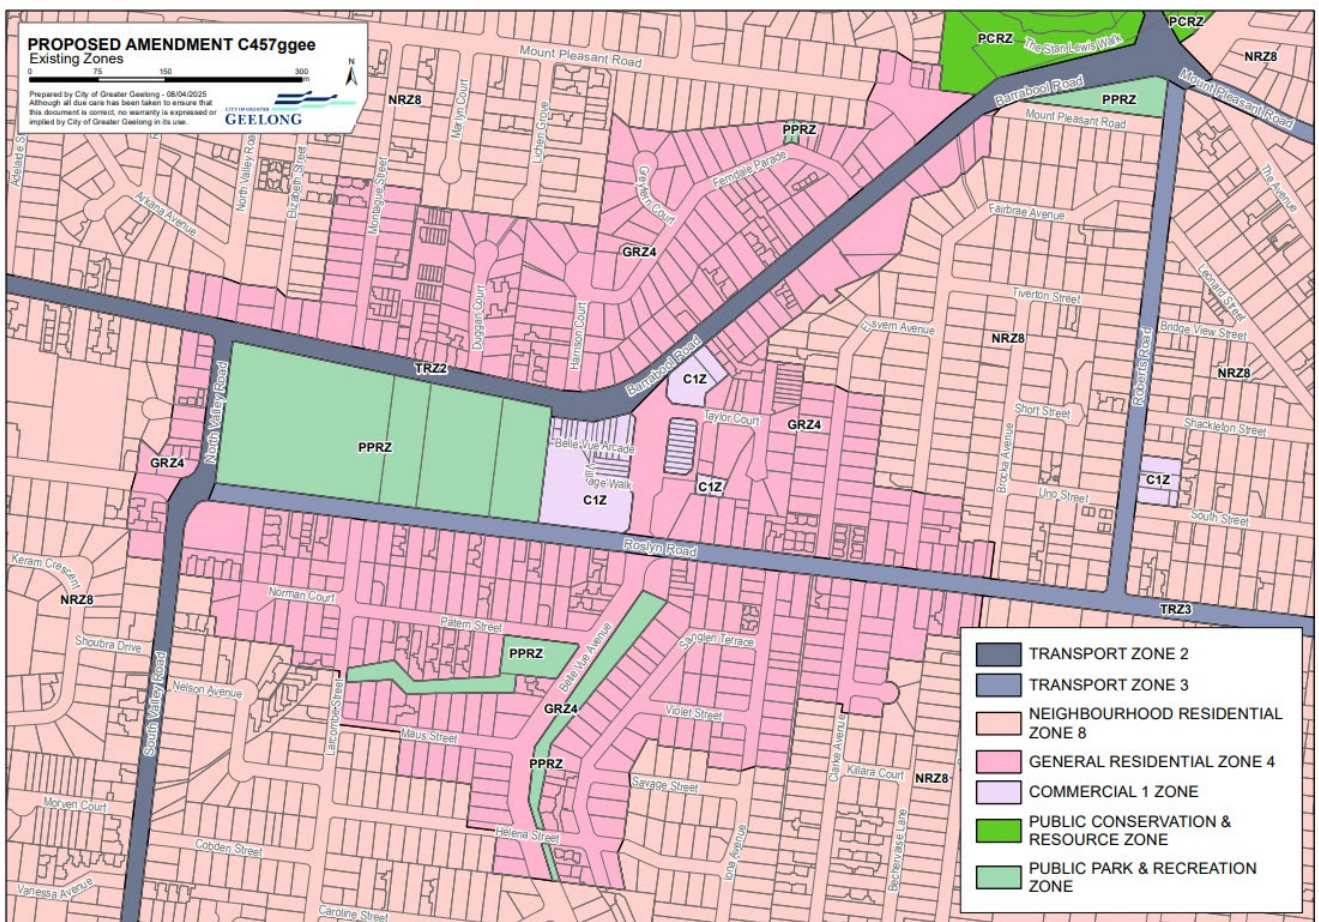 PROPOSED AMENDMENT C457ggee
Existing Zones
0 75 150 300
m
N
Prepared by City of Greater Geelong - 08/04/2025
Although all due care has been taken to ensure that
this document is correct, no warranty is expressed or
implied by City of Greater Geelong in its use.
CITY OF GREATER
GEELONG
Mount Pleasant Road
PCRZ
The Stan Lewis Walk
PCRZ
NRZ8
Mount Pleasant Road
Barrabool Road
PPRZ
Mount Pleasant Road
NRZ8
Marlyn Court
Lichen Grove
North Valley Road
Elizabeth Street
Montague Street
Arkana Avenue
PPRZ
Ferndale Parade
The Avenue
Fairbrae Avenue
GRZ4
Duggan Court
Harrison Court
Tiverton Street
Leonard Street
Bridge View Street
NRZ8
NRZ8
TRZ2
Barrabool Road
C1Z
Roberts Road
Taylor Court
GRZ4
Short Street
Shackleton Street
North Valley Road
PPRZ
Belle Vue Arcade
Village Walk
C1Z
C1Z
Brocka Avenue
Uno Street
C1Z
South Street
GRZ4
Roslyn Road
Keram Crescent
NRZ8
Norman Court
Patern Street
TRZ3
Shoubra Drive
Nelson Avenue
South Valley Road
Larcombe Street
PPRZ
Belle Vue Avenue
GRZ4
Violet Street
Maus Street
PPRZ
Savage Street
Clarke Avenue
Killara Court
NRZ8
Morven Court
Helena Street
Cobden Street
Iona Avenue
Bechervaise Lane
Vanessa Avenue
Caroline Street
TRANSPORT ZONE 2
TRANSPORT ZONE 3
NEIGHBOURHOOD RESIDENTIAL
ZONE 8
GENERAL RESIDENTIAL ZONE 4
COMMERCIAL 1 ZONE
PUBLIC CONSERVATION &
RESOURCE ZONE
PUBLIC PARK & RECREATION
ZONE